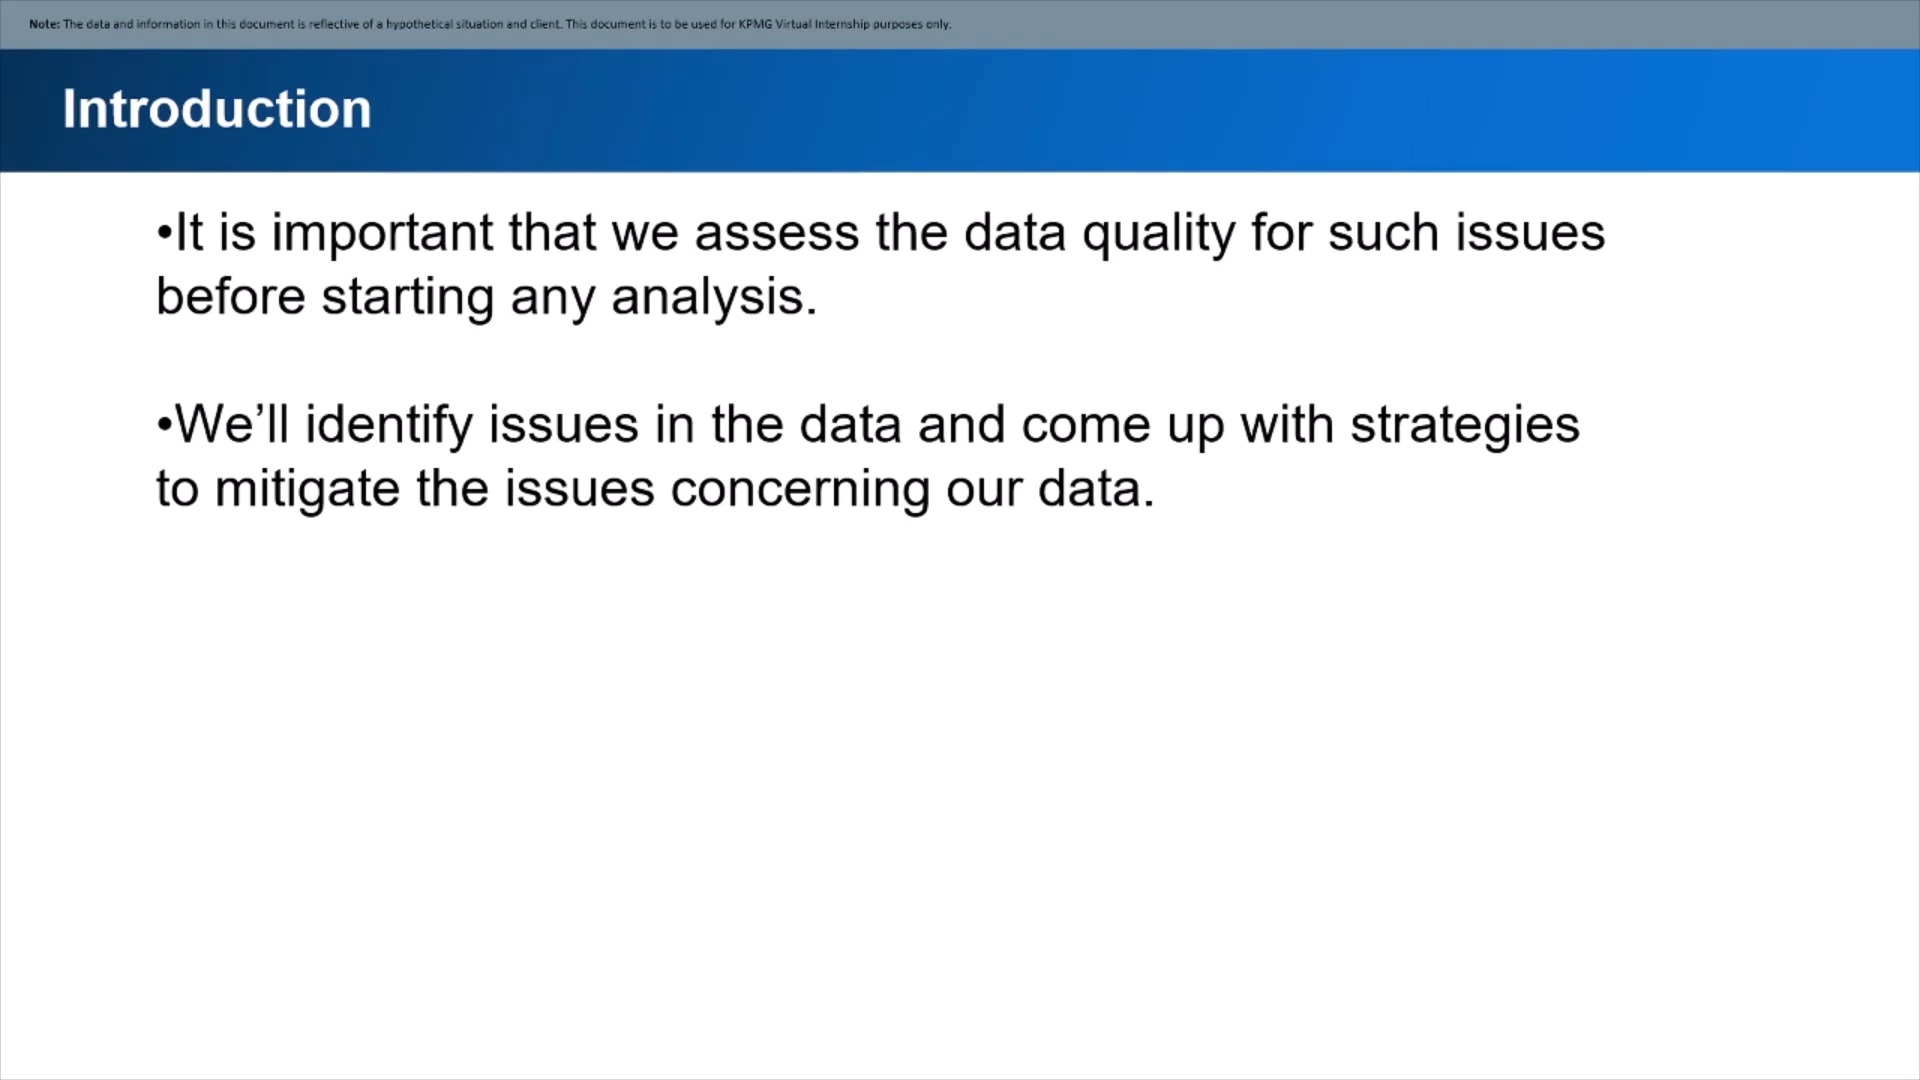 Note: The data and information in this document is reflective of a hypothetical situation and client. This document is to be used for KPMG Virtual Internship purposes only.
Introduction
•It is important that we assess the data quality for such issues
before starting any analysis.
•We’ll identify issues in the data and come up with strategies
to mitigate the issues concerning our data.